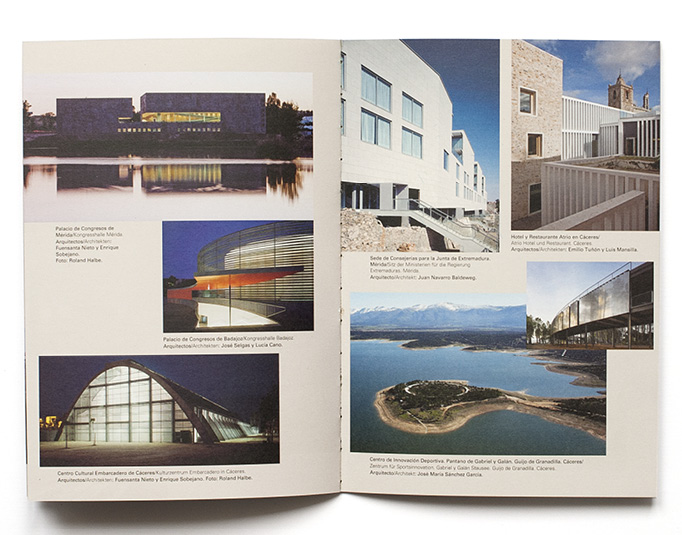 Palacio de Congresos de
Mérida/Kongresshalle Mérida.
Arquitectos/Architekten:
Fuensanta Nieto y Enrique
Sobejano.
Foto: Roland Halbe.
Palacio de Congresos de Badajoz/Kongresshalle Badajoz.
Arquitectos/Architekten: José Selgas y Lucía Cano.
Centro Cultural Embarcadero de Cáceres/Kulturzentrum Embarcadero in Cáceres.
Arquitectos/Architekten: Fuensanta Nieto y Enrique Sobejano. Foto: Roland Halbe.
Sede de Consejerías para la Junta de Extremadura.
Mérida/Sitz der Ministerien für die Regierung
Extremaduras. Mérida.
Arquitecto/Architekt: Juan Navarro Baldeweg.
Hotel y Restaurante Atrio en Cáceres/
Atrio Hotel und Restaurant. Cáceres.
Arquitectos/Architekten: Emilio Tuñón y Luis Mansilla.
Centro de Innovación Deportiva. Pantano de Gabriel y Galán. Guijo de Granadilla. Cáceres/
Zentrum für Sportinnovation. Gabriel y Galán Stausee. Guijo de Granadilla. Cáceres.
Arquitecto/Architekt: José María Sánchez García.